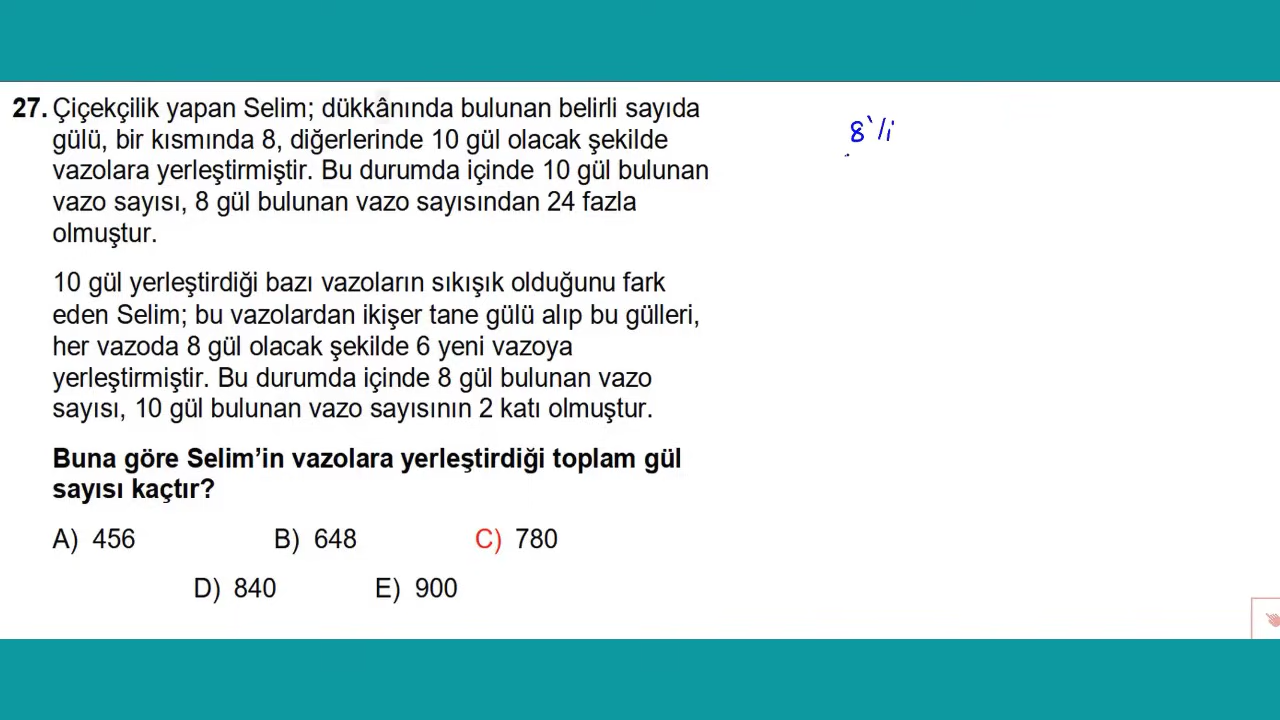 27. Çiçekçilik yapan Selim; dükkânında bulunan belirli sayıda
gülü, bir kısmında 8, diğerlerinde 10 gül olacak şekilde
vazolara yerleştirmiştir. Bu durumda içinde 10 gül bulunan
vazo sayısı, 8 gül bulunan vazo sayısından 24 fazla
olmuştur.
10 gül yerleştirdiği bazı vazoların sıkışık olduğunu fark
eden Selim; bu vazolardan ikişer tane gülü alıp bu gülleri,
her vazoda 8 gül olacak şekilde 6 yeni vazoya
yerleştirmiştir. Bu durumda içinde 8 gül bulunan vazo
sayısı, 10 gül bulunan vazo sayısının 2 katı olmuştur.
Buna göre Selim’in vazolara yerleştirdiği toplam gül
sayısı kaçtır?
A) 456 B) 648 C) 780
D) 840 E) 900
8'li